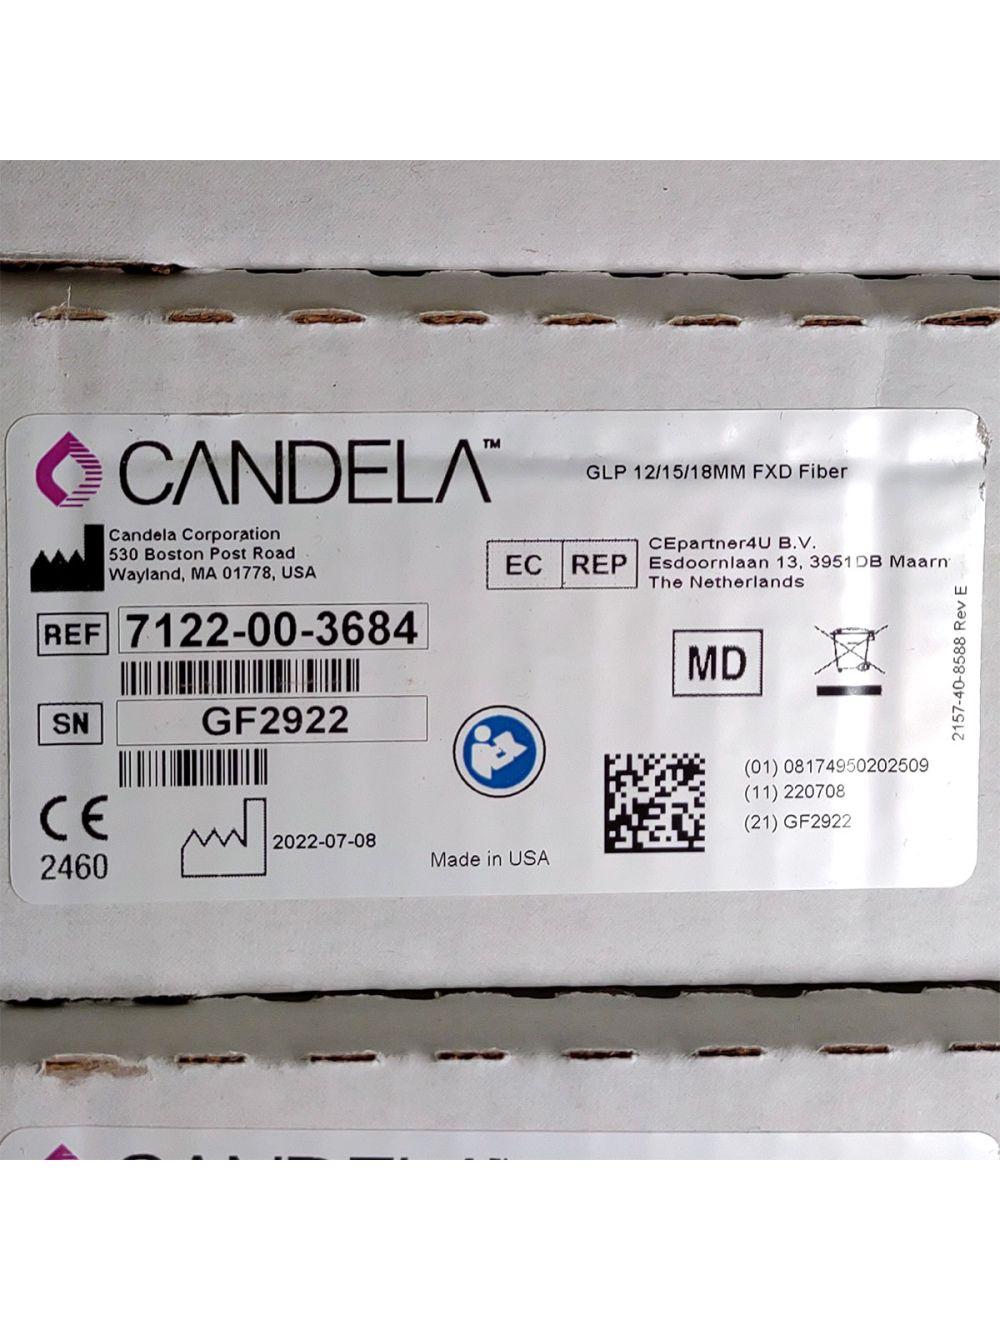 CANDELA™
GLP 12/15/18MM FXD Fiber
Candela Corporation
530 Boston Post Road
Wayland, MA 01778, USA
EC REP
CEpartner4U B.V.
Esdoornlaan 13, 3951DB Maarn
The Netherlands
REF 7122-00-3684
MD
SN GF2922
2157-40-8588 Rev E
(01) 08174950202509
(11) 220708
(21) GF2922
CE
2460
2022-07-08
Made in USA
CANDELA™